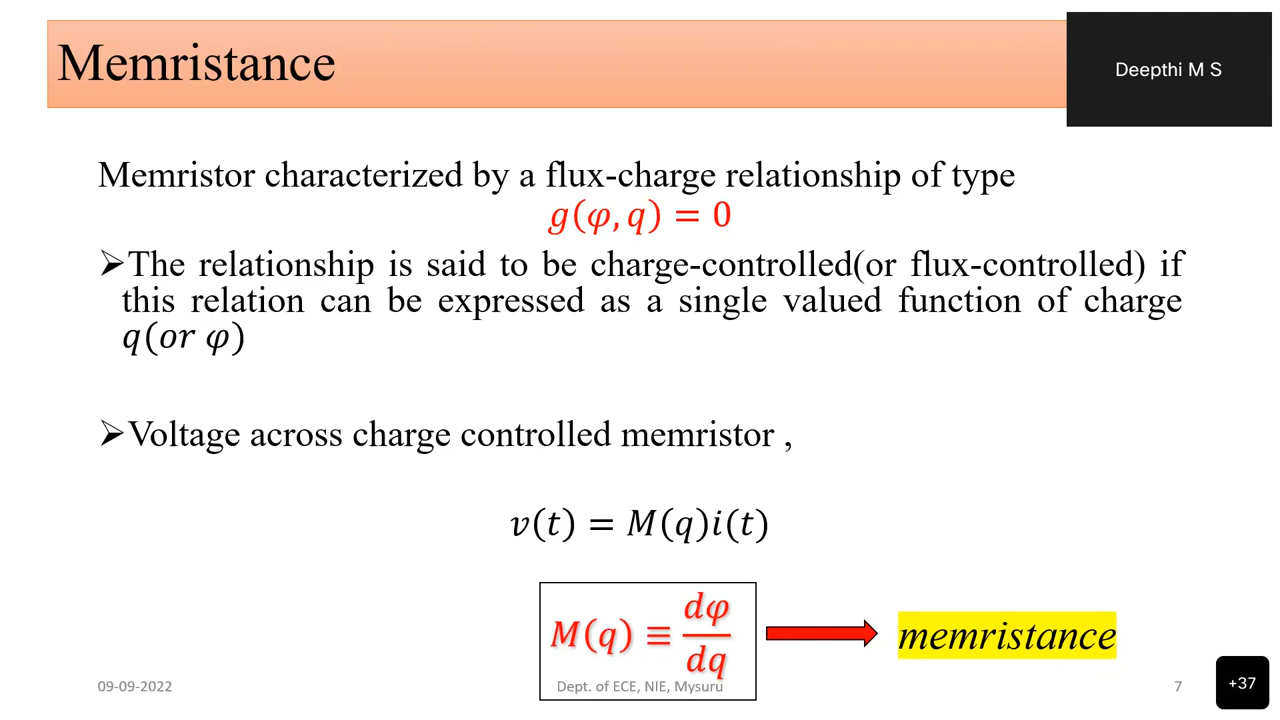 Memristance
Deepthi M S
Memristor characterized by a flux-charge relationship of type
g(φ, q) = 0
➢The relationship is said to be charge-controlled(or flux-controlled) if
this relation can be expressed as a single valued function of charge
q(or φ)
➢Voltage across charge controlled memristor ,
v(t) = M(q)i(t)
M(q) ≡ dφ/dq
memristance
09-09-2022
Dept. of ECE, NIE, Mysuru
7
+37